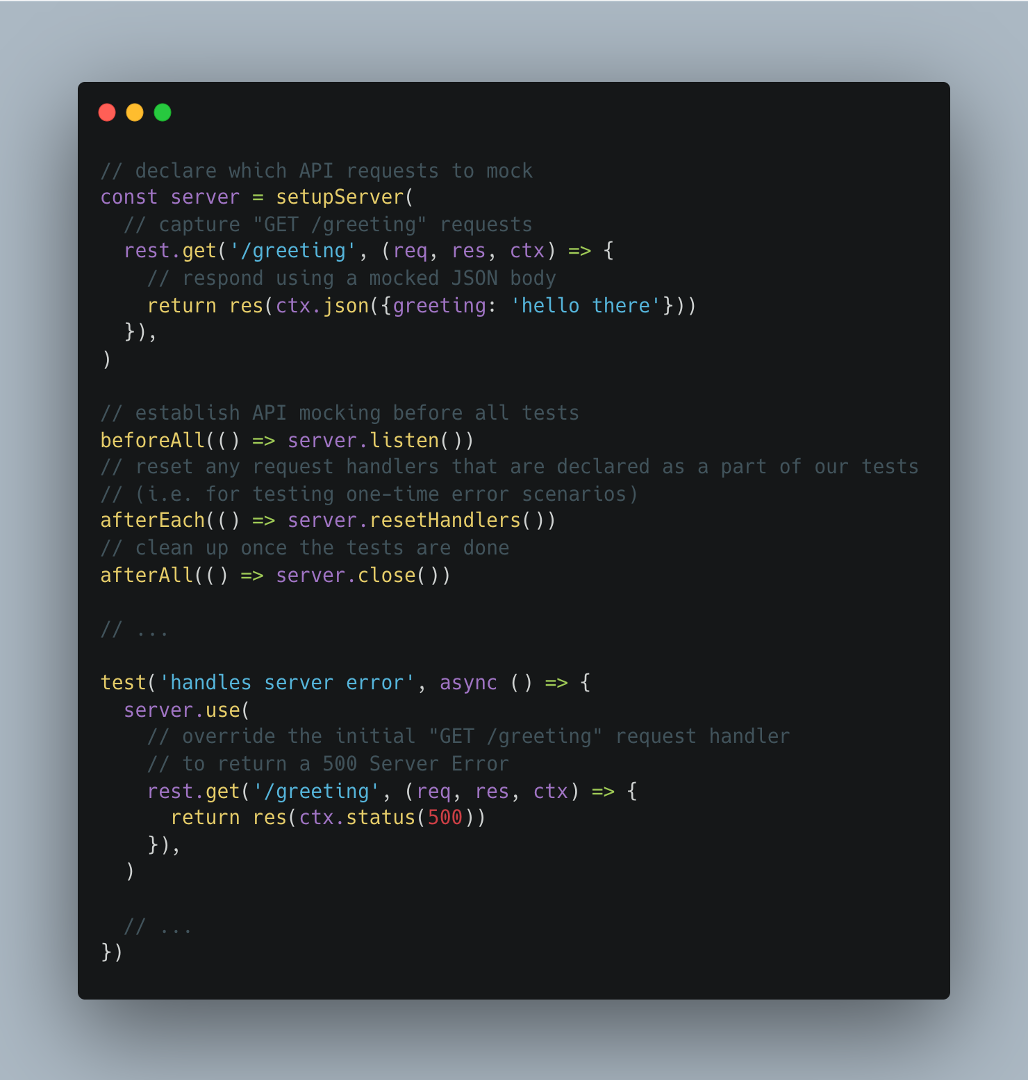 // declare which API requests to mock
const server = setupServer(
  // capture "GET /greeting" requests
  rest.get('/greeting', (req, res, ctx) => {
    // respond using a mocked JSON body
    return res(ctx.json({greeting: 'hello there'}))
  }),
)

// establish API mocking before all tests
beforeAll(() => server.listen())
// reset any request handlers that are declared as a part of our tests
// (i.e. for testing one-time error scenarios)
afterEach(() => server.resetHandlers())
// clean up once the tests are done
afterAll(() => server.close())

// ...

test('handles server error', async () => {
  server.use(
    // override the initial "GET /greeting" request handler
    // to return a 500 Server Error
    rest.get('/greeting', (req, res, ctx) => {
      return res(ctx.status(500))
    }),
  )

  // ...
})